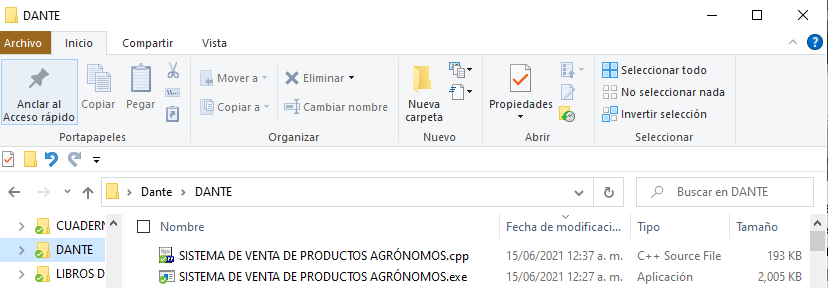 DANTE
Archivo Inicio Compartir Vista
Anclar al Acceso rápido
Copiar
Pegar
Portapapeles
Mover a
Copiar a
Eliminar
Cambiar nombre
Organizar
Nueva carpeta
Nuevo
Propiedades
Abrir
Seleccionar todo
No seleccionar nada
Invertir selección
Seleccionar
Dante > DANTE
Buscar en DANTE
CUADERN
DANTE
LIBROS D
Nombre Fecha de modificaci... Tipo Tamaño
SISTEMA DE VENTA DE PRODUCTOS AGRÓNOMOS.cpp 15/06/2021 12:37 a. m. C++ Source File 193 KB
SISTEMA DE VENTA DE PRODUCTOS AGRÓNOMOS.exe 15/06/2021 12:27 a. m. Aplicación 2,005 KB